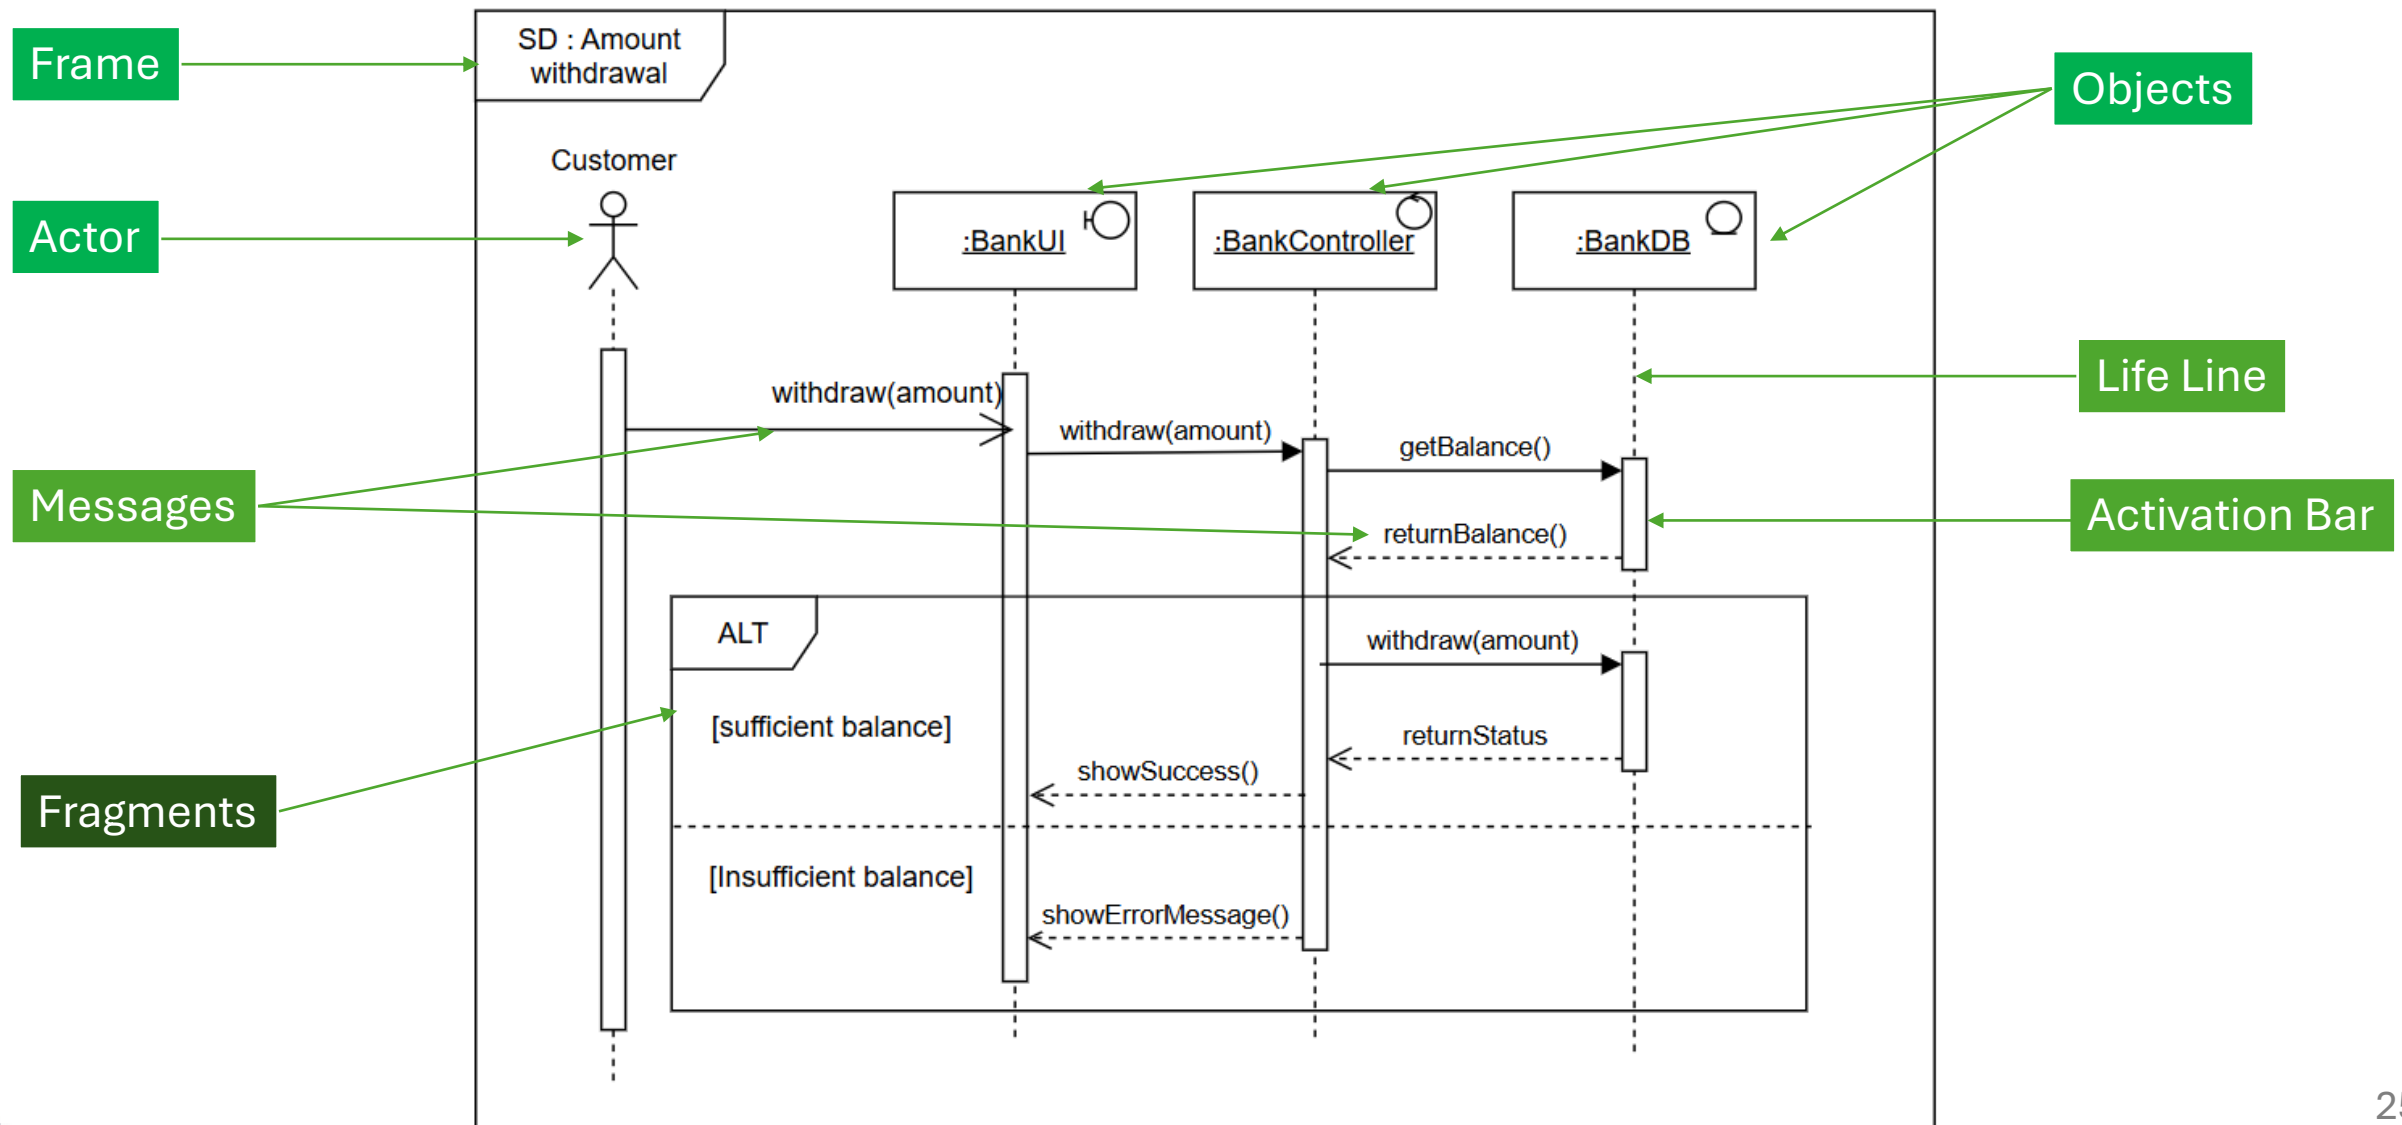 SD : Amount
withdrawal
Frame
Objects
Customer
Actor
:BankUI
:BankController
:BankDB
Life Line
withdraw(amount)
withdraw(amount)
getBalance()
Messages
Activation Bar
returnBalance()
ALT
withdraw(amount)
[sufficient balance]
returnStatus
showSuccess()
Fragments
[Insufficient balance]
showErrorMessage()
25